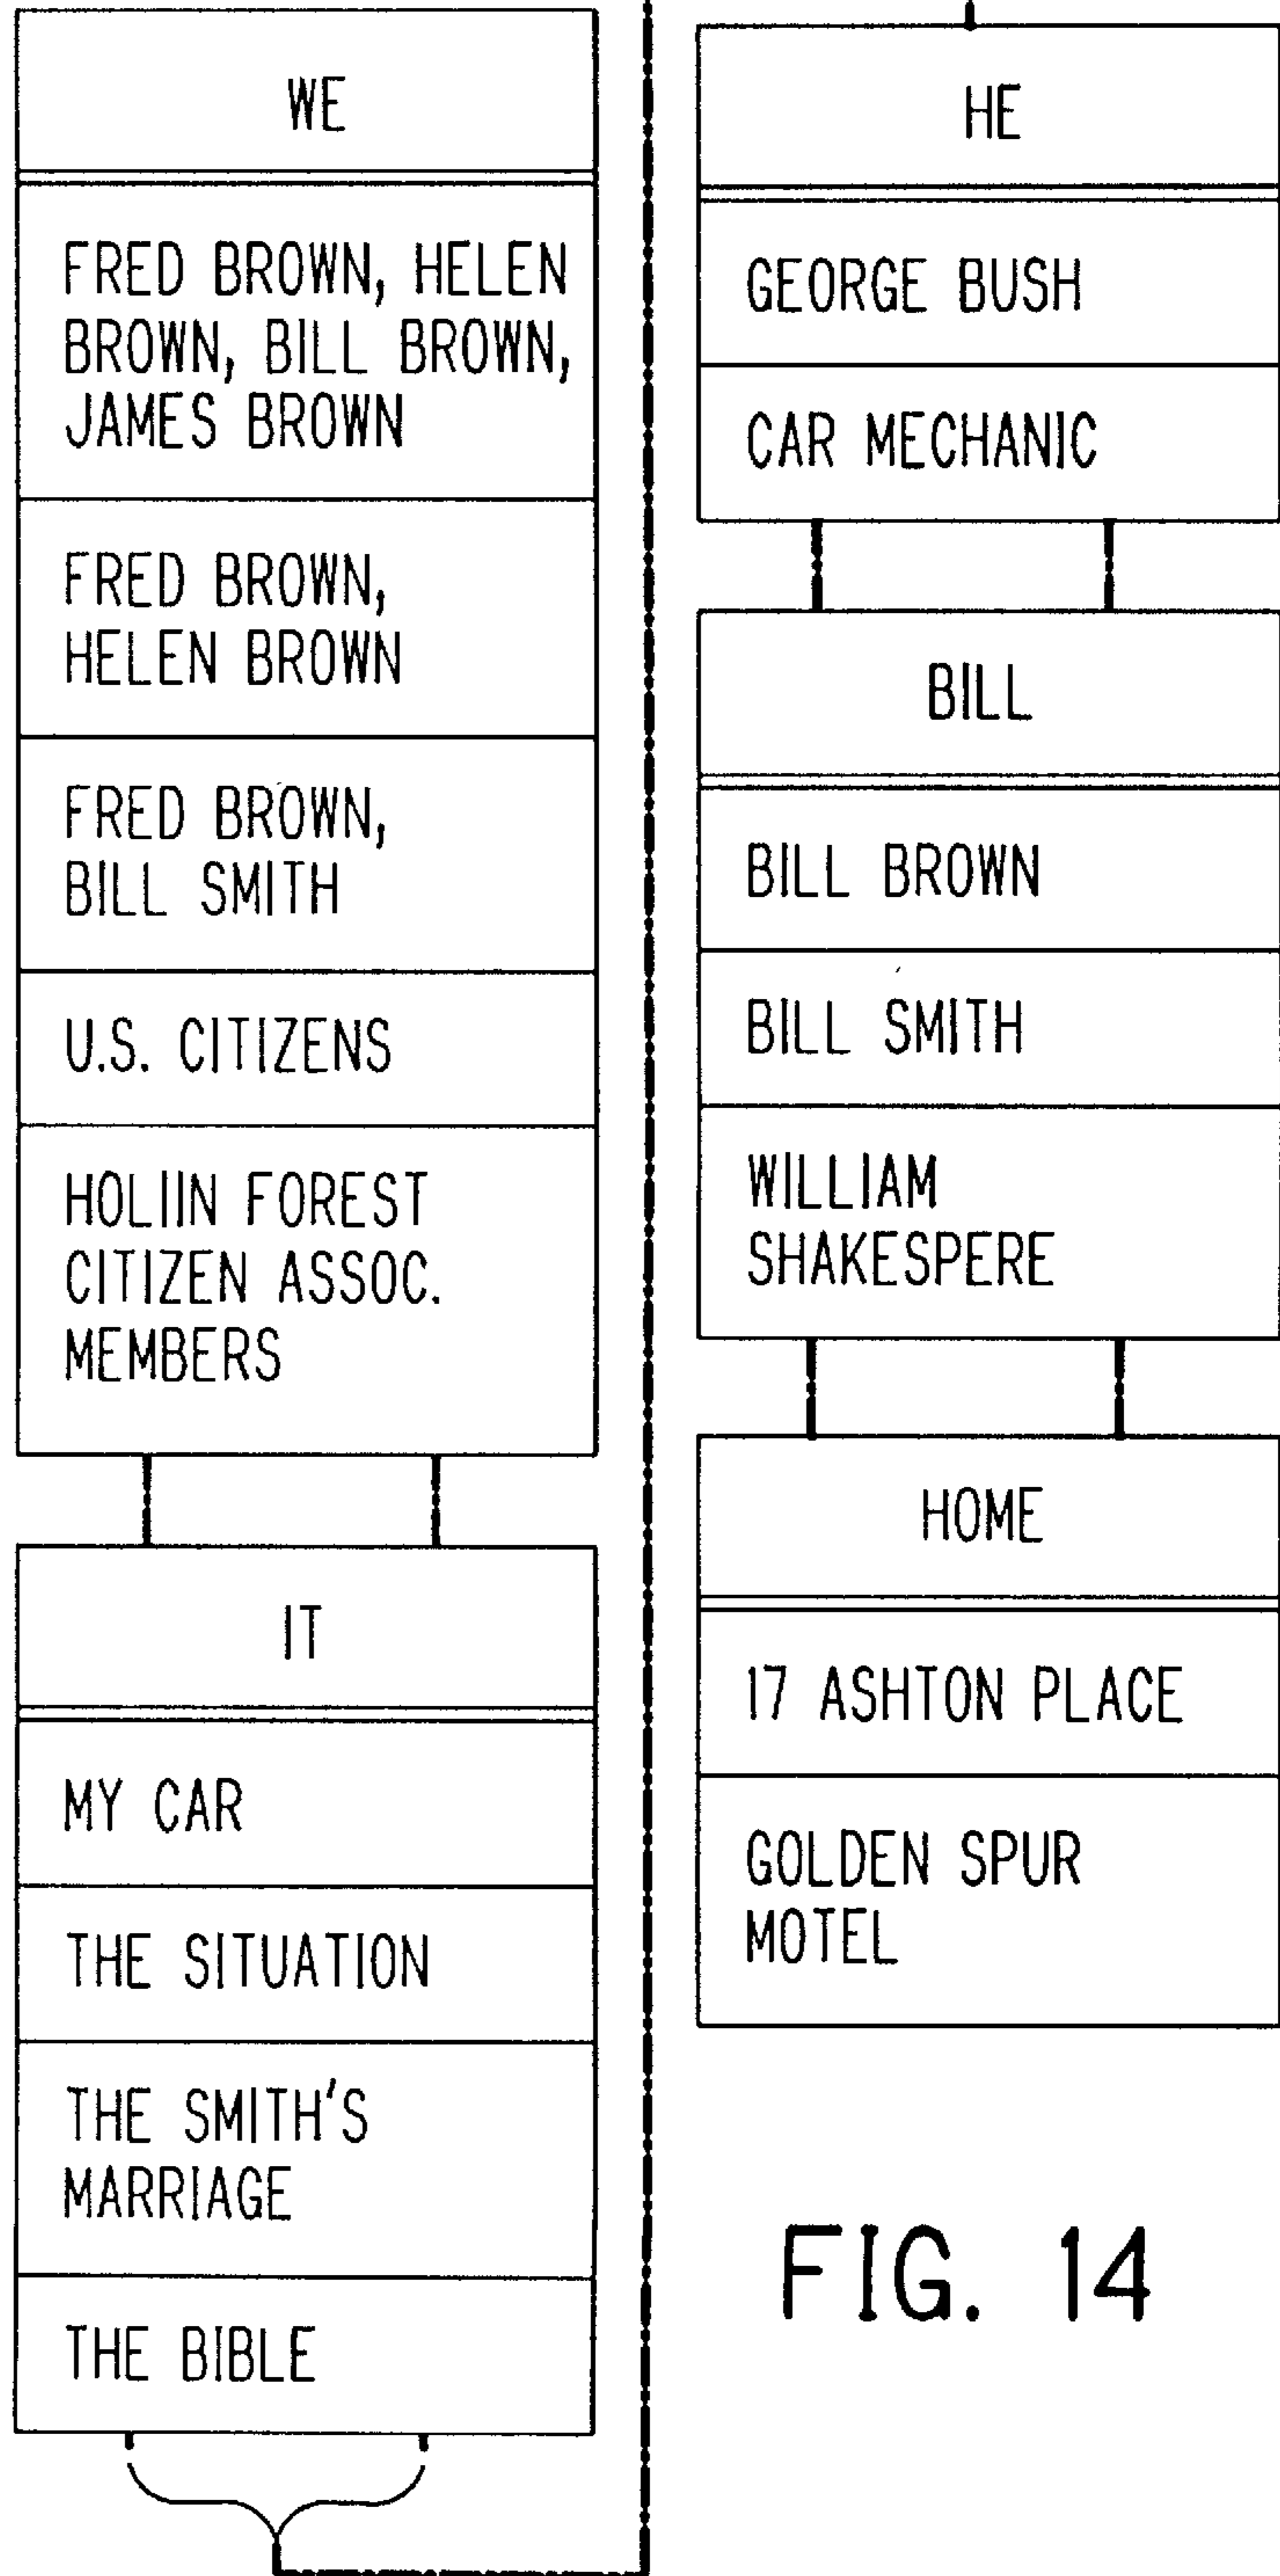 WE
FRED BROWN, HELEN
BROWN, BILL BROWN,
JAMES BROWN
FRED BROWN,
HELEN BROWN
FRED BROWN,
BILL SMITH
U.S. CITIZENS
HOLIIN FOREST
CITIZEN ASSOC.
MEMBERS
IT
MY CAR
THE SITUATION
THE SMITH'S
MARRIAGE
THE BIBLE
HE
GEORGE BUSH
CAR MECHANIC
BILL
BILL BROWN
BILL SMITH
WILLIAM
SHAKESPERE
HOME
17 ASHTON PLACE
GOLDEN SPUR
MOTEL
FIG. 14